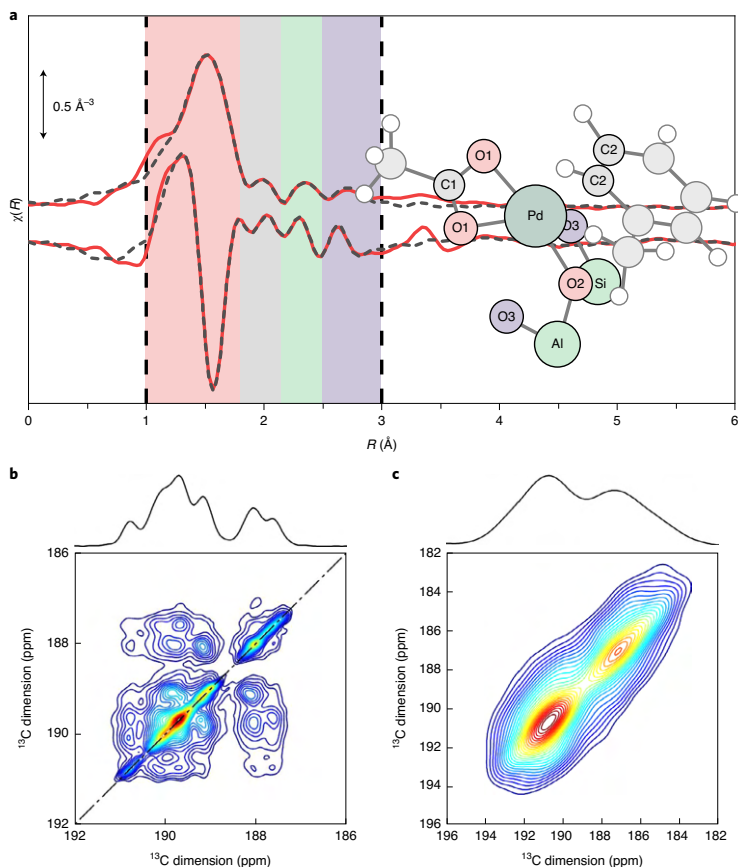 a
0.5 Å⁻³
χ(R)
O1
C1
O1
Pd
C2
C2
O3
O2
Si
O3
Al
0 1 2 3 4 5 6
R (Å)
b
186
188
190
192
¹³C dimension (ppm)
192 190 188 186
¹³C dimension (ppm)
c
182
184
186
188
190
192
194
196
¹³C dimension (ppm)
196 194 192 190 188 186 184 182
¹³C dimension (ppm)